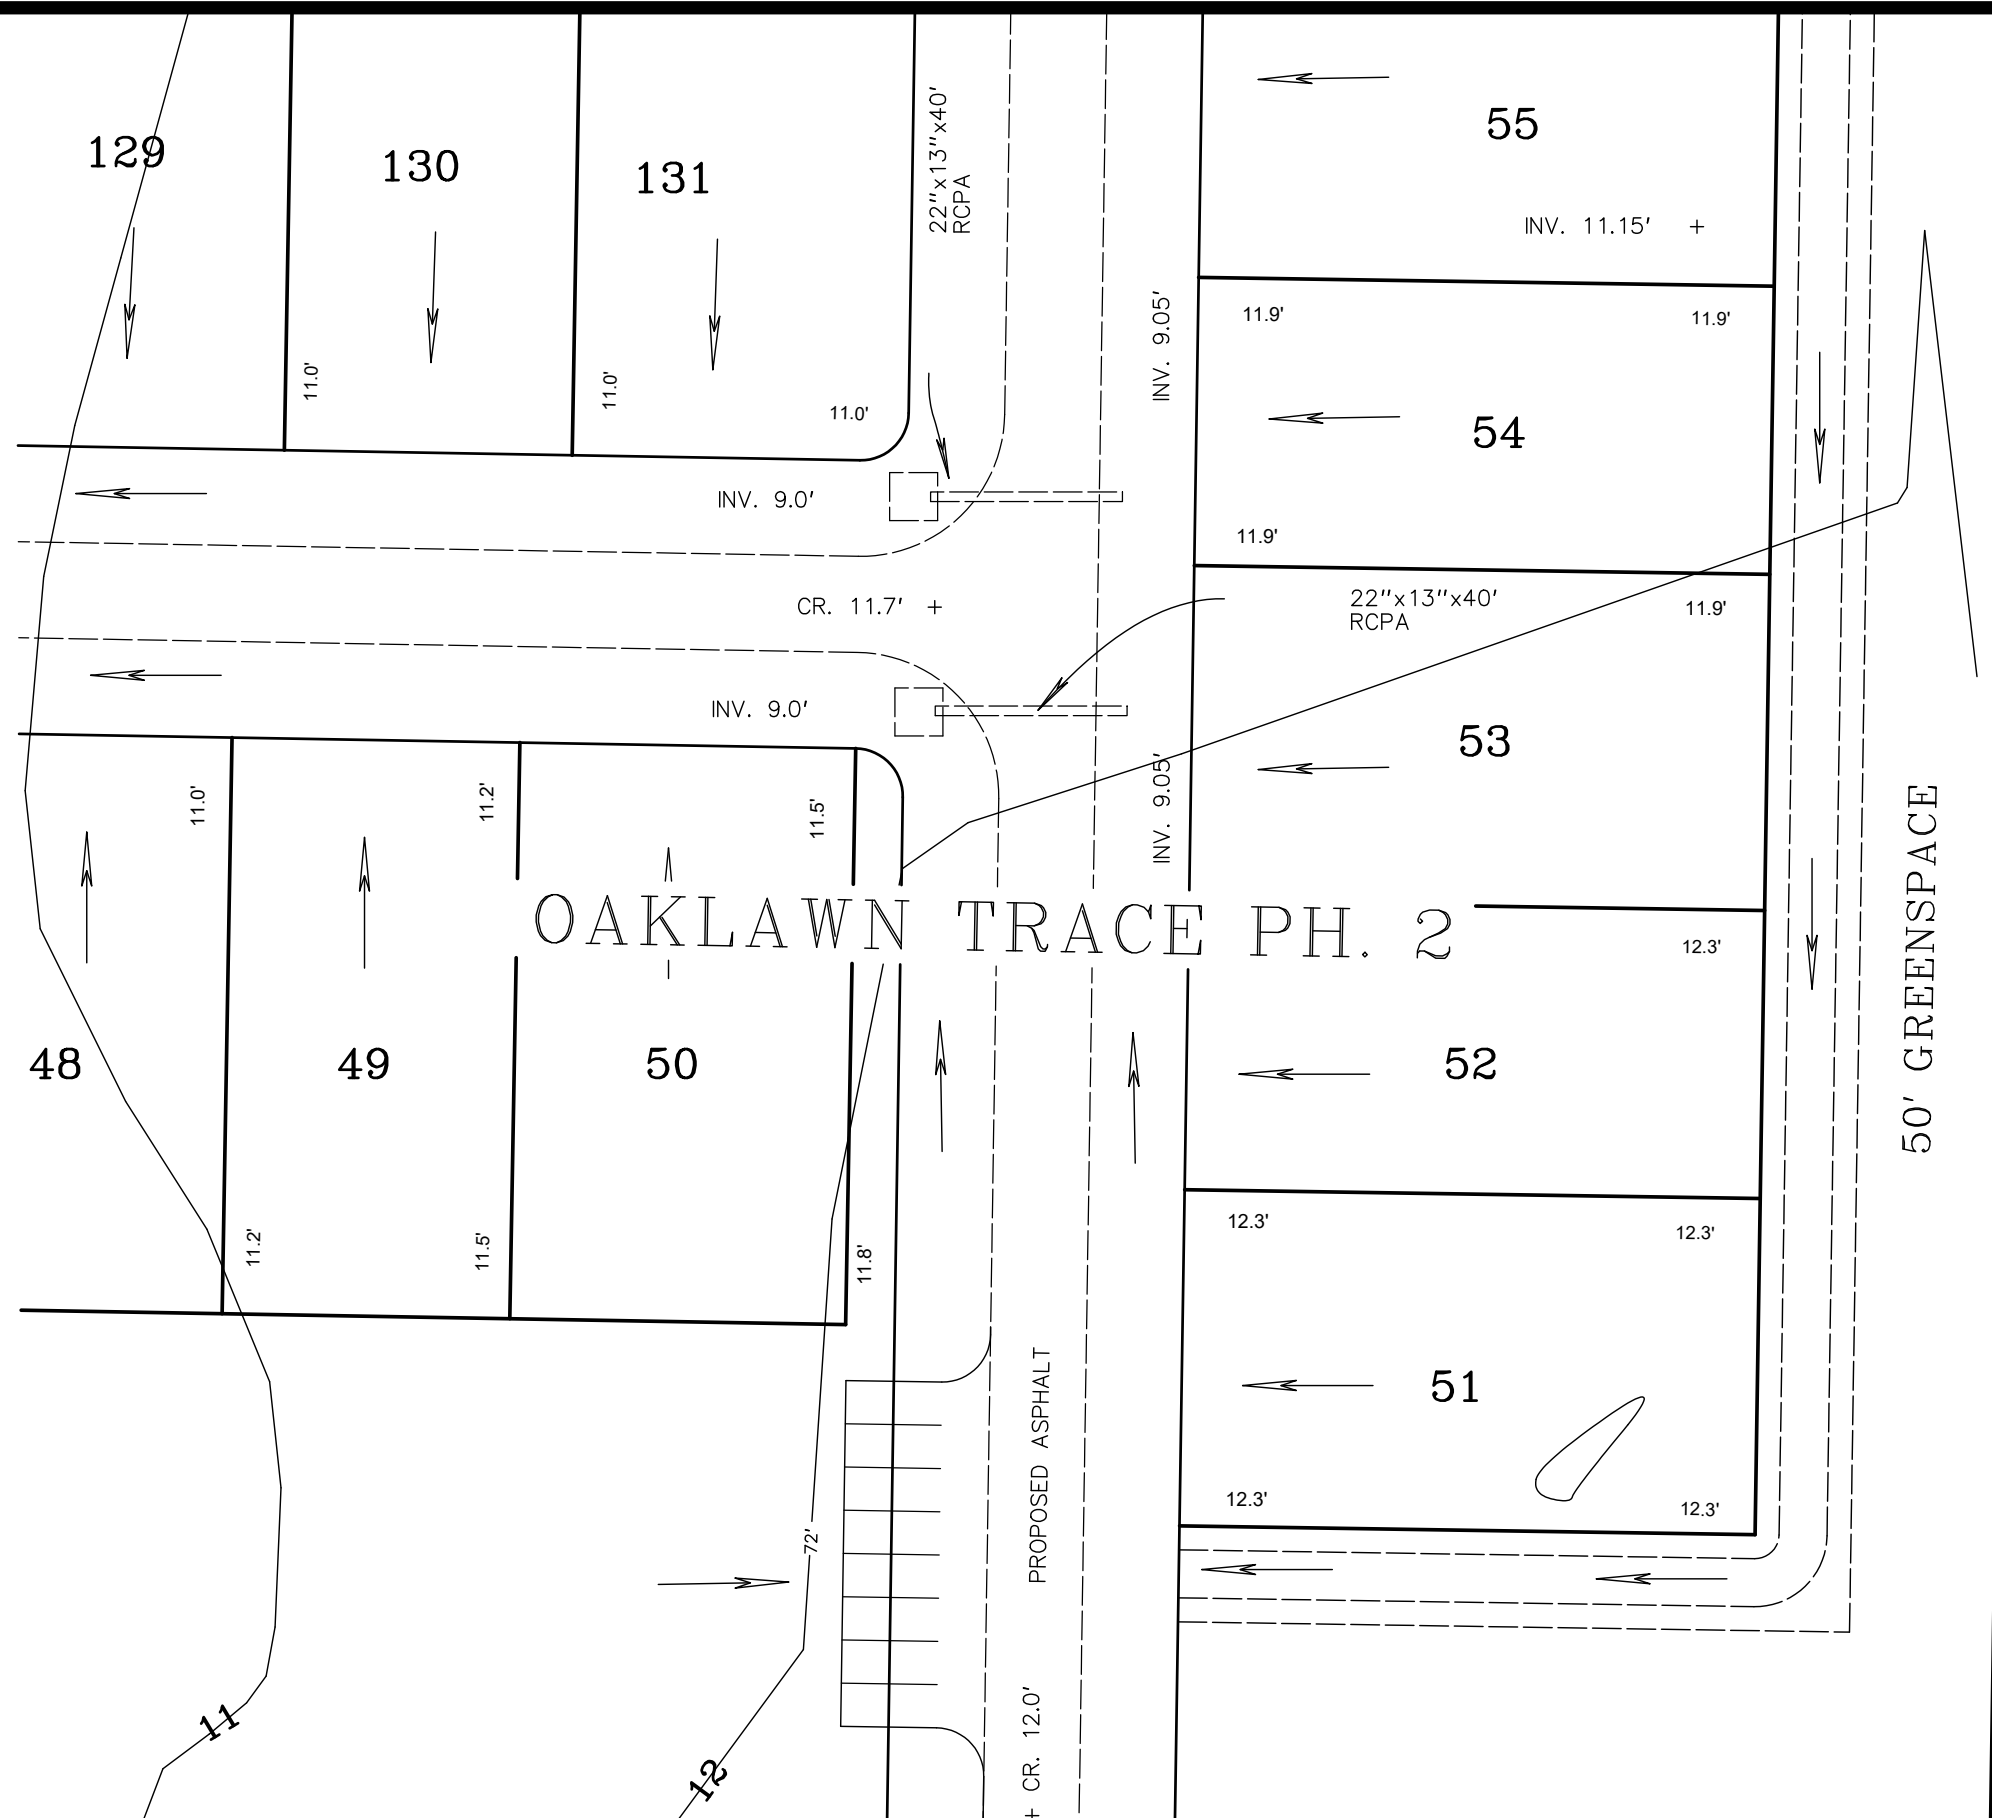 129
130
131
22"x13"x40'
RCPA
55
INV. 11.15' +
11.0'
11.0'
11.0'
INV. 9.05'
11.9'
11.9'
54
11.9'
INV. 9.0'
CR. 11.7' +
22"x13"x40'
RCPA
11.9'
INV. 9.0'
53
INV. 9.05'
11.0'
11.2'
11.5'
OAKLAWN TRACE PH. 2
12.3'
50' GREENSPACE
48
49
50
52
11.2'
11.5'
11.8'
12.3'
12.3'
51
PROPOSED ASPHALT
12.3'
12.3'
72'
11
12
+ CR. 12.0'